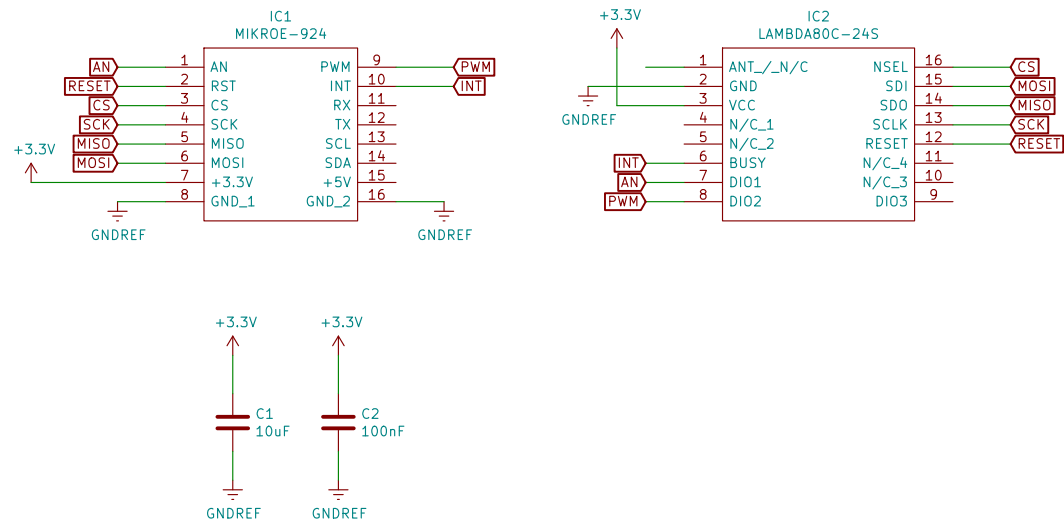 IC1
MIKROE-924
AN 1 AN PWM 9 PWM
RESET 2 RST INT 10 INT
CS 3 CS RX 11
SCK 4 SCK TX 12
MISO 5 MISO SCL 13
MOSI 6 MOSI SDA 14
+3.3V 7 +3.3V +5V 15
8 GND_1 GND_2 16
GNDREF GNDREF
+3.3V
IC2
LAMBDA80C-24S
1 ANT_/_N/C NSEL 16 CS
2 GND SDI 15 MOSI
GNDREF 3 VCC SDO 14 MISO
4 N/C_1 SCLK 13 SCK
5 N/C_2 RESET 12 RESET
INT 6 BUSY N/C_4 11
AN 7 DIO1 N/C_3 10
PWM 8 DIO2 DIO3 9
+3.3V +3.3V
C1 C2
10uF 100nF
GNDREF GNDREF